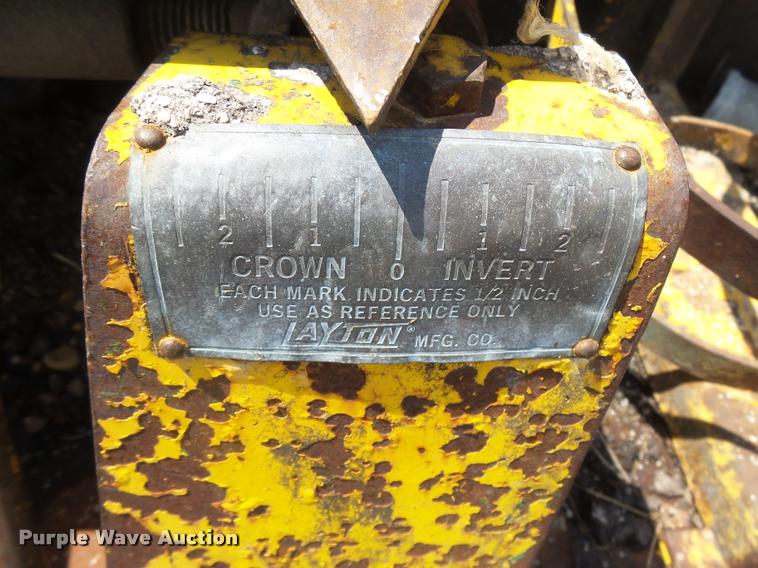 2 1 1 2
CROWN 0 INVERT
EACH MARK INDICATES 1/2 INCH
USE AS REFERENCE ONLY
LAYTON® MFG. CO.
Purple Wave Auction